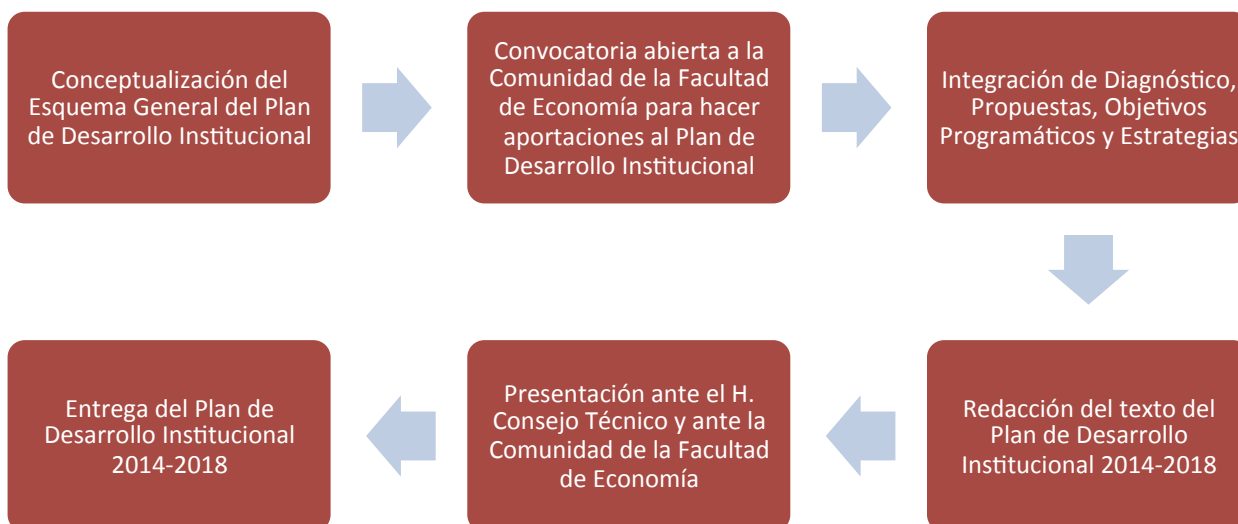 Conceptualización del
Esquema General del Plan
de Desarrollo Institucional
Convocatoria abierta a la
Comunidad de la Facultad
de Economía para hacer
aportaciones al Plan de
Desarrollo Institucional
Integración de Diagnóstico,
Propuestas, Objetivos
Programáticos y Estrategias
Redacción del texto del
Plan de Desarrollo
Institucional 2014-2018
Presentación ante el H.
Consejo Técnico y ante la
Comunidad de la Facultad
de Economía
Entrega del Plan de
Desarrollo Institucional
2014-2018